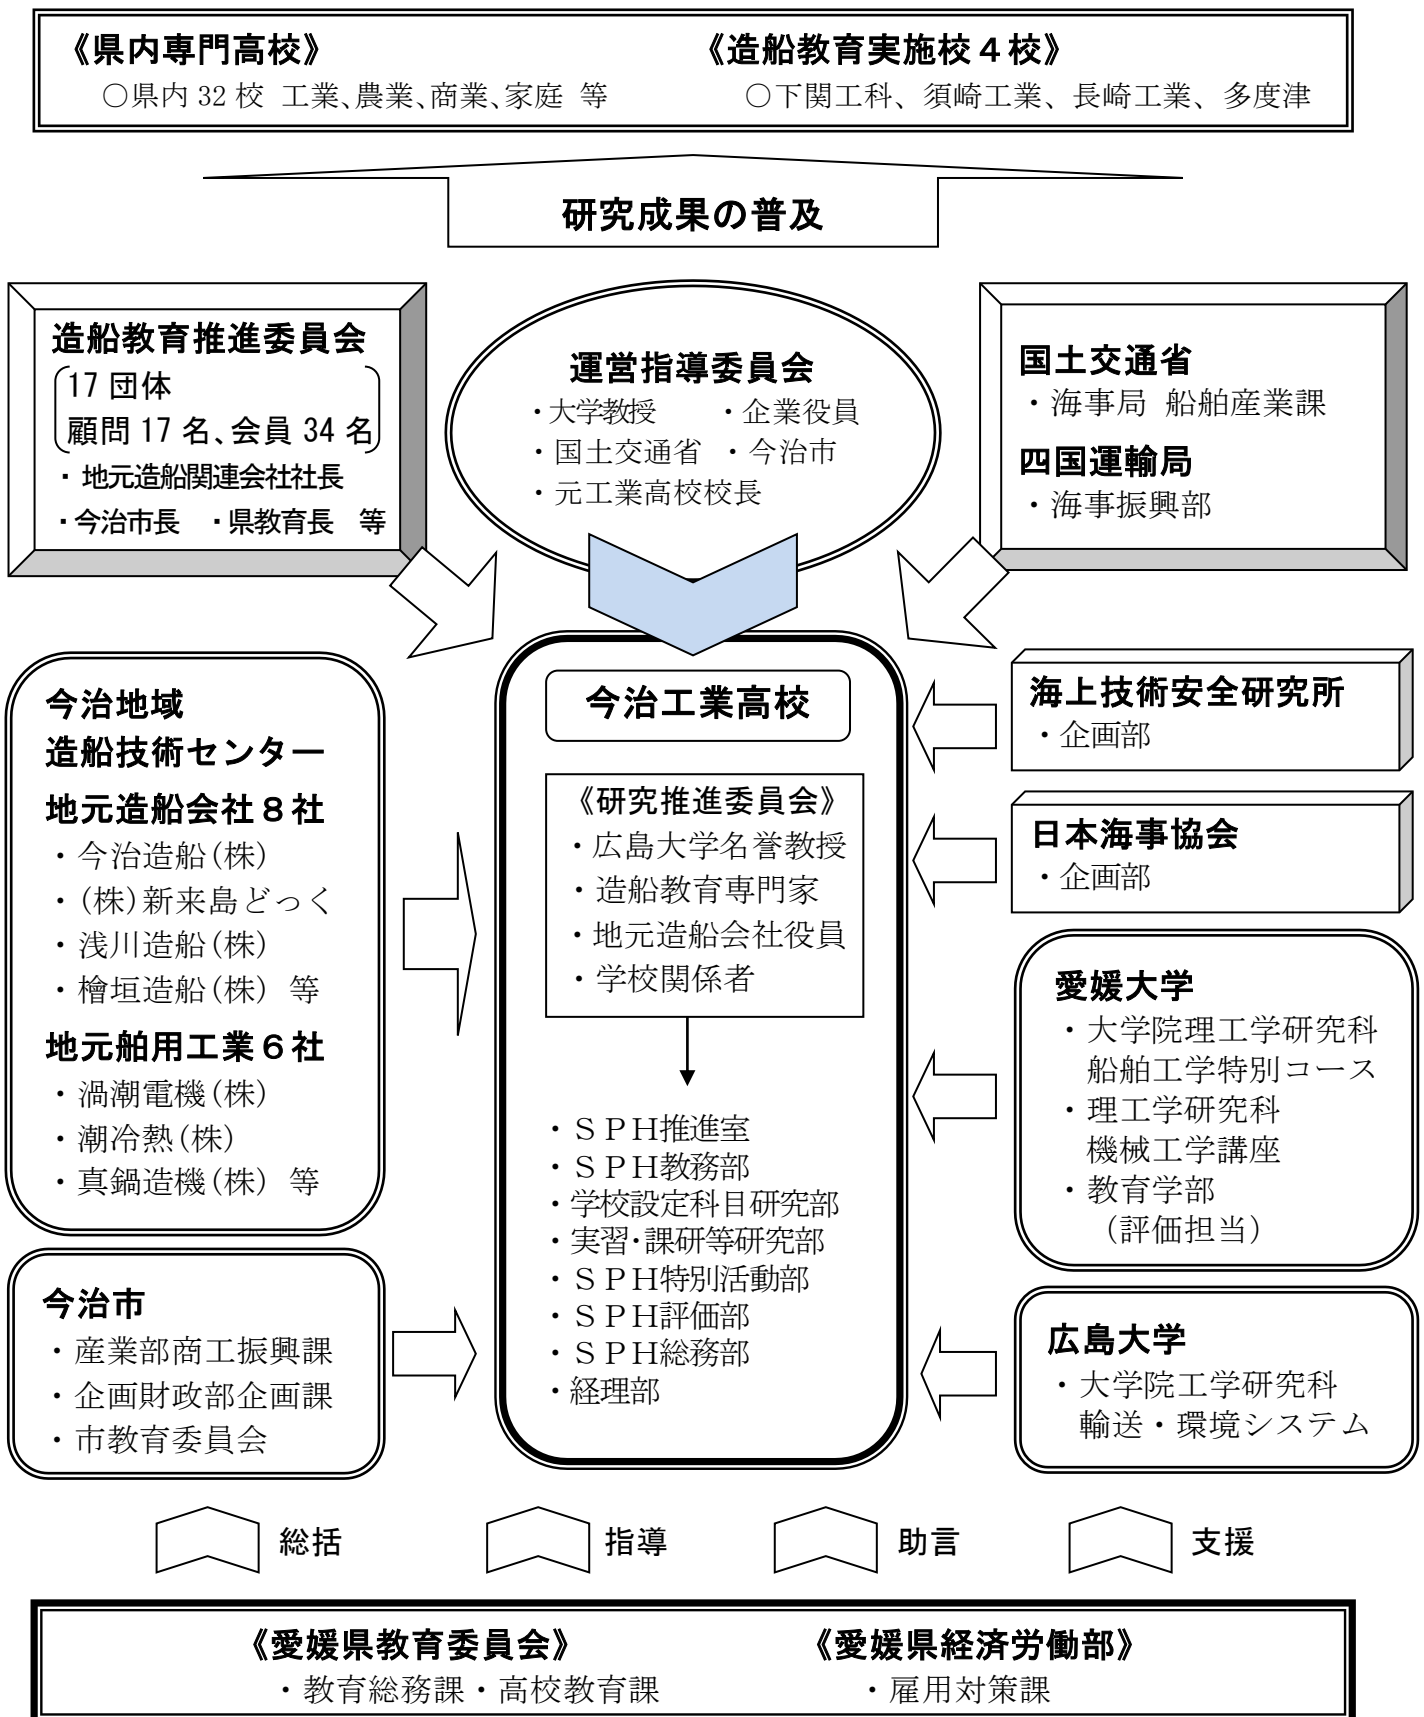 《県内専門高校》
○県内 32 校 工業、農業、商業、家庭 等
《造船教育実施校４校》
○下関工科、須崎工業、長崎工業、多度津
研究成果の普及
造船教育推進委員会
17 団体
顧問 17 名、会員 34 名
・地元造船関連会社社長
・今治市長 ・県教育長 等
運営指導委員会
・大学教授 ・企業役員
・国土交通省 ・今治市
・元工業高校校長
国土交通省
・海事局 船舶産業課
四国運輸局
・海事振興部
今治地域
造船技術センター
地元造船会社８社
・今治造船(株)
・(株)新来島どっく
・浅川造船(株)
・檜垣造船(株) 等
地元舶用工業６社
・渦潮電機(株)
・潮冷熱(株)
・真鍋造機(株) 等
今治市
・産業部商工振興課
・企画財政部企画課
・市教育委員会
今治工業高校
《研究推進委員会》
・広島大学名誉教授
・造船教育専門家
・地元造船会社役員
・学校関係者
・ＳＰＨ推進室
・ＳＰＨ教務部
・学校設定科目研究部
・実習・課研等研究部
・ＳＰＨ特別活動部
・ＳＰＨ評価部
・ＳＰＨ総務部
・経理部
海上技術安全研究所
・企画部
日本海事協会
・企画部
愛媛大学
・大学院理工学研究科
船舶工学特別コース
・理工学研究科
機械工学講座
・教育学部
（評価担当）
広島大学
・大学院工学研究科
輸送・環境システム
総括
指導
助言
支援
《愛媛県教育委員会》
・教育総務課・高校教育課
《愛媛県経済労働部》
・雇用対策課